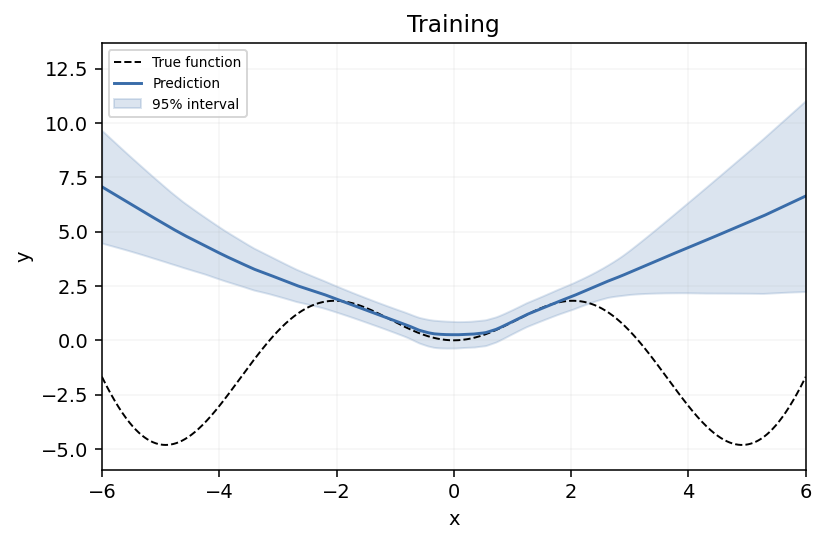 Training
True function
Prediction
95% interval
12.5
10.0
7.5
5.0
2.5
0.0
−2.5
−5.0
y
−6 −4 −2 0 2 4 6
x